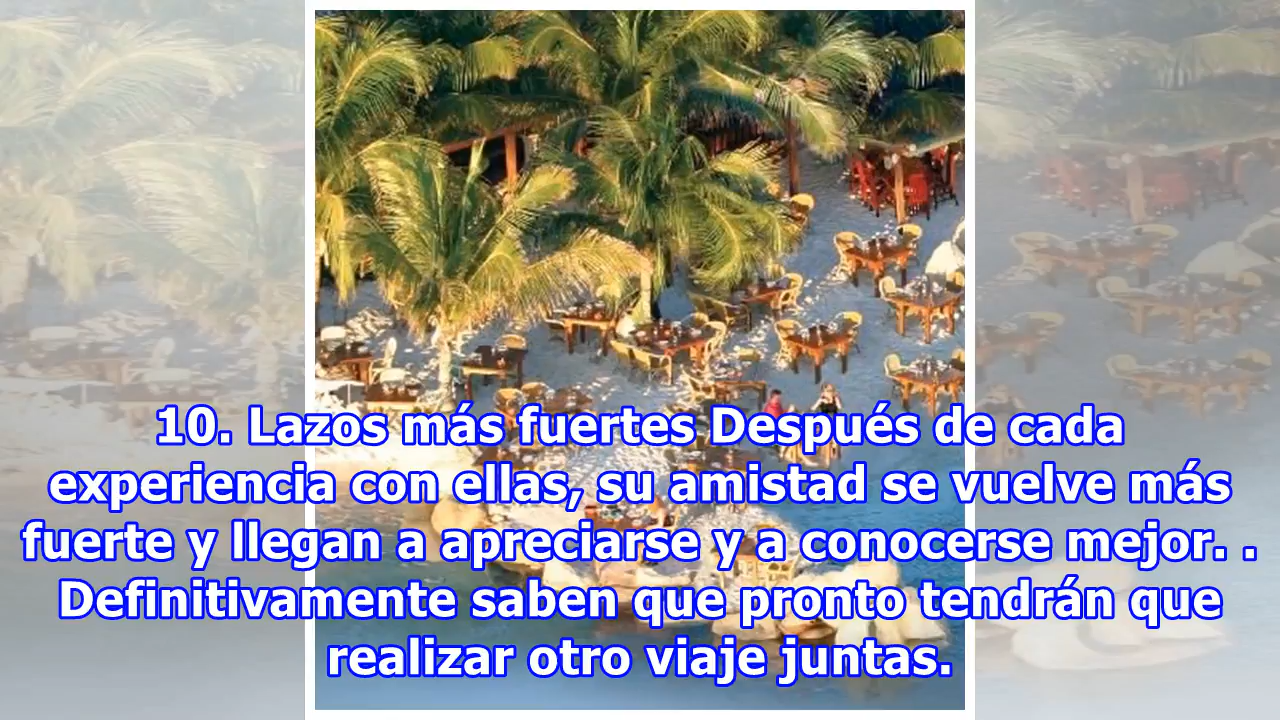 10. Lazos más fuertes Después de cada
experiencia con ellas, su amistad se vuelve más
fuerte y llegan a apreciarse y a conocerse mejor. .
Definitivamente saben que pronto tendrán que
realizar otro viaje juntas.